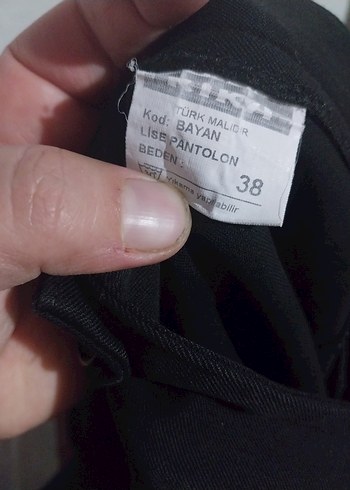 TÜRK MALIDIR
Kod: BAYAN
LİSE PANTOLON
BEDEN:
38
yıkama yapılabilir